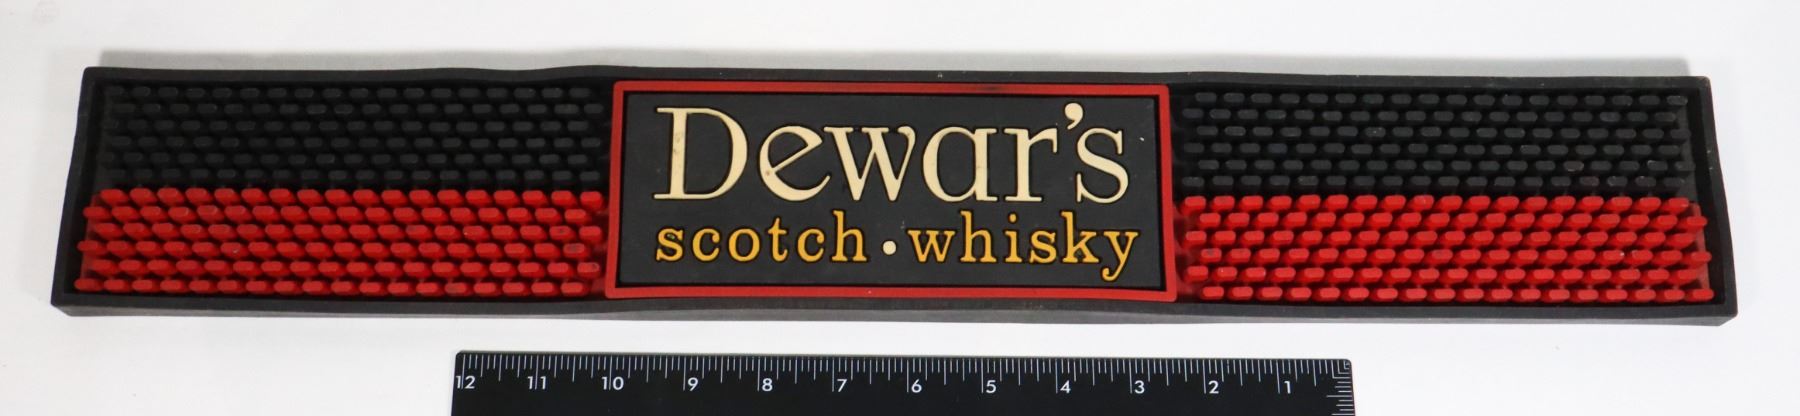 Dewar's
scotch • whisky
12 11 10 9 8 7 6 5 4 3 2 1